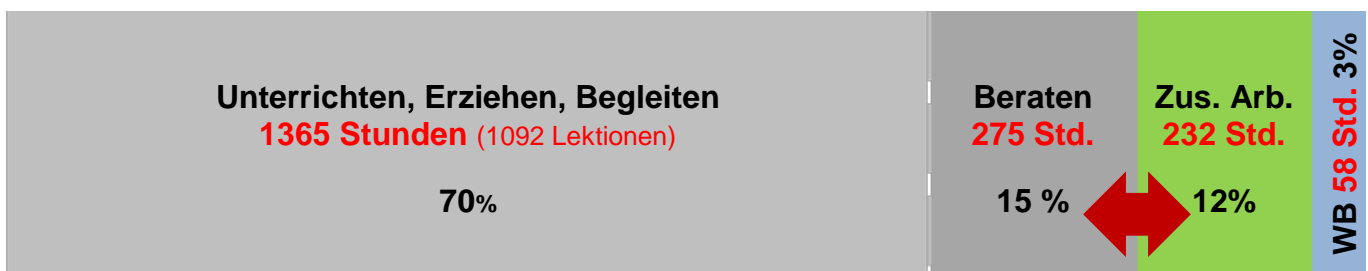 Unterrichten, Erziehen, Begleiten
1365 Stunden (1092 Lektionen)
70%
Beraten
275 Std.
15 %
Zus. Arb.
232 Std.
12%
WB 58 Std. 3%